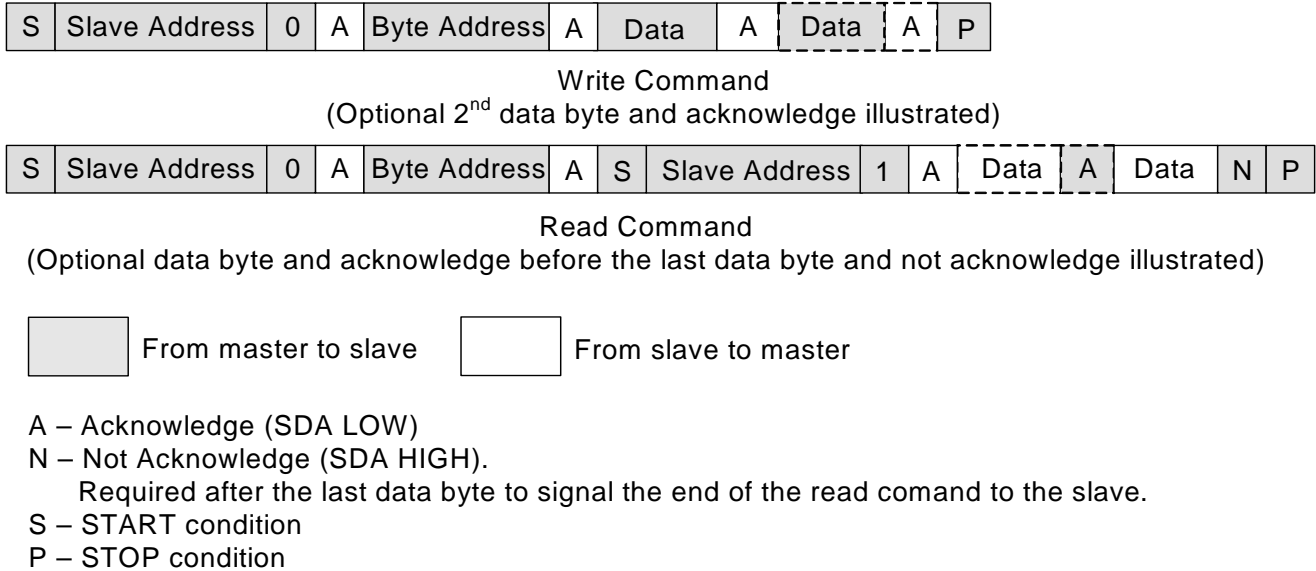 S Slave Address 0 A Byte Address A Data A Data A P
Write Command
(Optional 2nd data byte and acknowledge illustrated)
S Slave Address 0 A Byte Address A S Slave Address 1 A Data A Data N P
Read Command
(Optional data byte and acknowledge before the last data byte and not acknowledge illustrated)
From master to slave From slave to master
A – Acknowledge (SDA LOW)
N – Not Acknowledge (SDA HIGH).
Required after the last data byte to signal the end of the read comand to the slave.
S – START condition
P – STOP condition